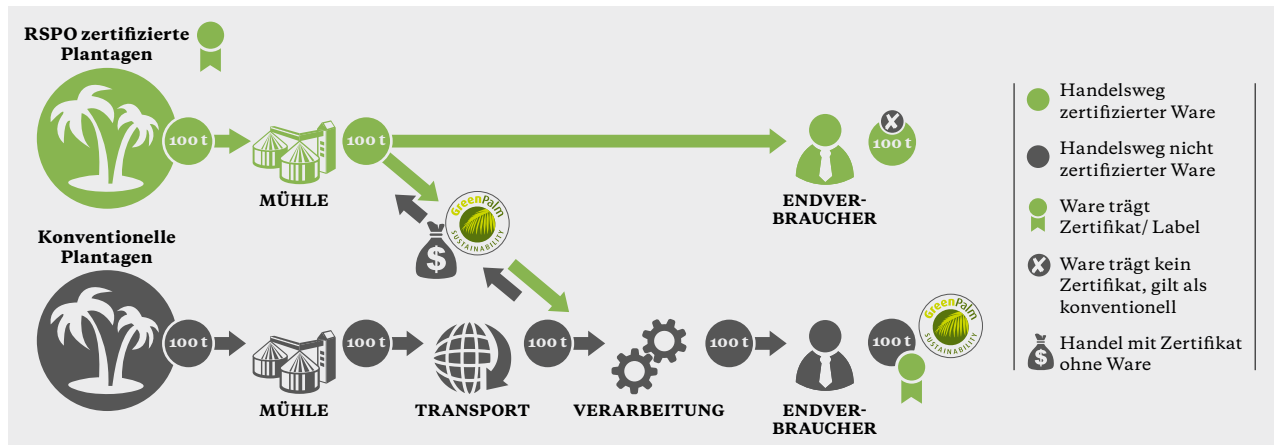 RSPO zertifizierte
Plantagen
100 t
MÜHLE
100 t
GreenPalm
SUSTAINABILITY
$
ENDVER-
BRAUCHER
100 t
Konventionelle
Plantagen
100 t
MÜHLE
100 t
TRANSPORT
100 t
VERARBEITUNG
100 t
ENDVER-
BRAUCHER
100 t
GreenPalm
SUSTAINABILITY
Handelsweg
zertifizierter Ware
Handelsweg nicht
zertifizierter Ware
Ware trägt
Zertifikat/ Label
Ware trägt kein
Zertifikat, gilt als
konventionell
$
Handel mit Zertifikat
ohne Ware